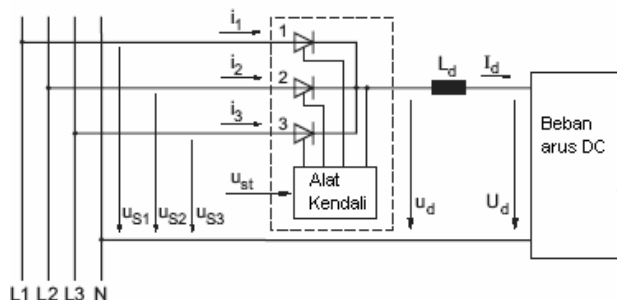 i1
1
i2
2
i3
3
Ld
Id
Beban
arus DC
ust
Alat
Kendali
uS1
uS2
uS3
ud
Ud
L1 L2 L3 N